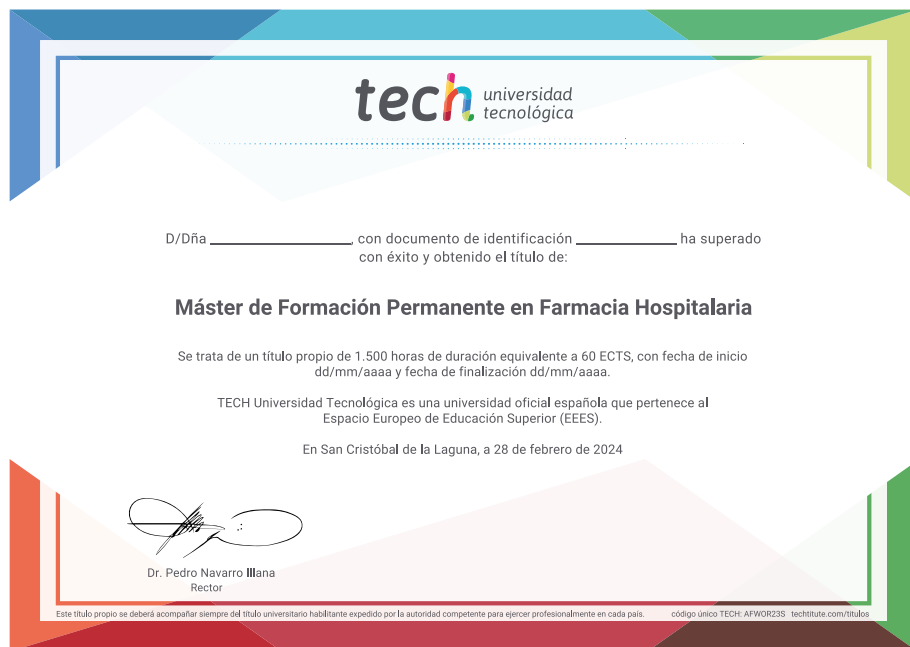 tech universidad
tecnológica
D/Dña ____________, con documento de identificación ____________ ha superado
con éxito y obtenido el título de:
Máster de Formación Permanente en Farmacia Hospitalaria
Se trata de un título propio de 1.500 horas de duración equivalente a 60 ECTS, con fecha de inicio
dd/mm/aaaa y fecha de finalización dd/mm/aaaa.
TECH Universidad Tecnológica es una universidad oficial española que pertenece al
Espacio Europeo de Educación Superior (EEES).
En San Cristóbal de la Laguna, a 28 de febrero de 2024
Dr. Pedro Navarro Illana
Rector
Este título propio se deberá acompañar siempre del título universitario habilitante expedido por la autoridad competente para ejercer profesionalmente en cada país. código único TECH: AFWOR23S techtitute.com/titulos